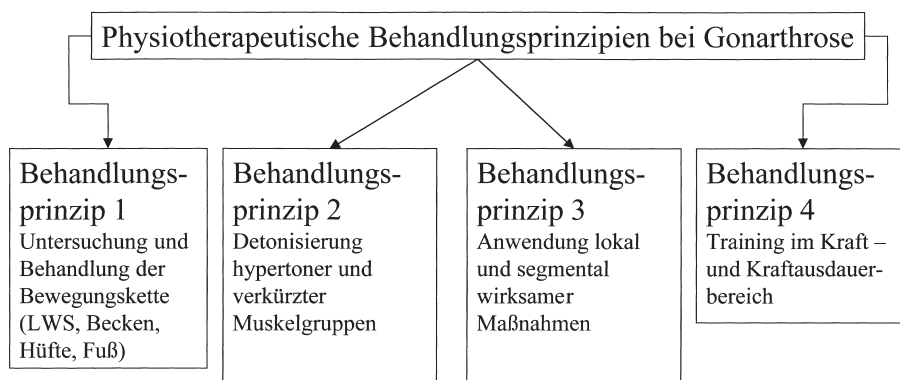 Physiotherapeutische Behandlungsprinzipien bei Gonarthrose
Behandlungs-
prinzip 1
Untersuchung und
Behandlung der
Bewegungskette
(LWS, Becken,
Hüfte, Fuß)
Behandlungs-
prinzip 2
Detonisierung
hypertoner und
verkürzter
Muskelgruppen
Behandlungs-
prinzip 3
Anwendung lokal
und segmental
wirksamer
Maßnahmen
Behandlungs-
prinzip 4
Training im Kraft –
und Kraftausdauer-
bereich